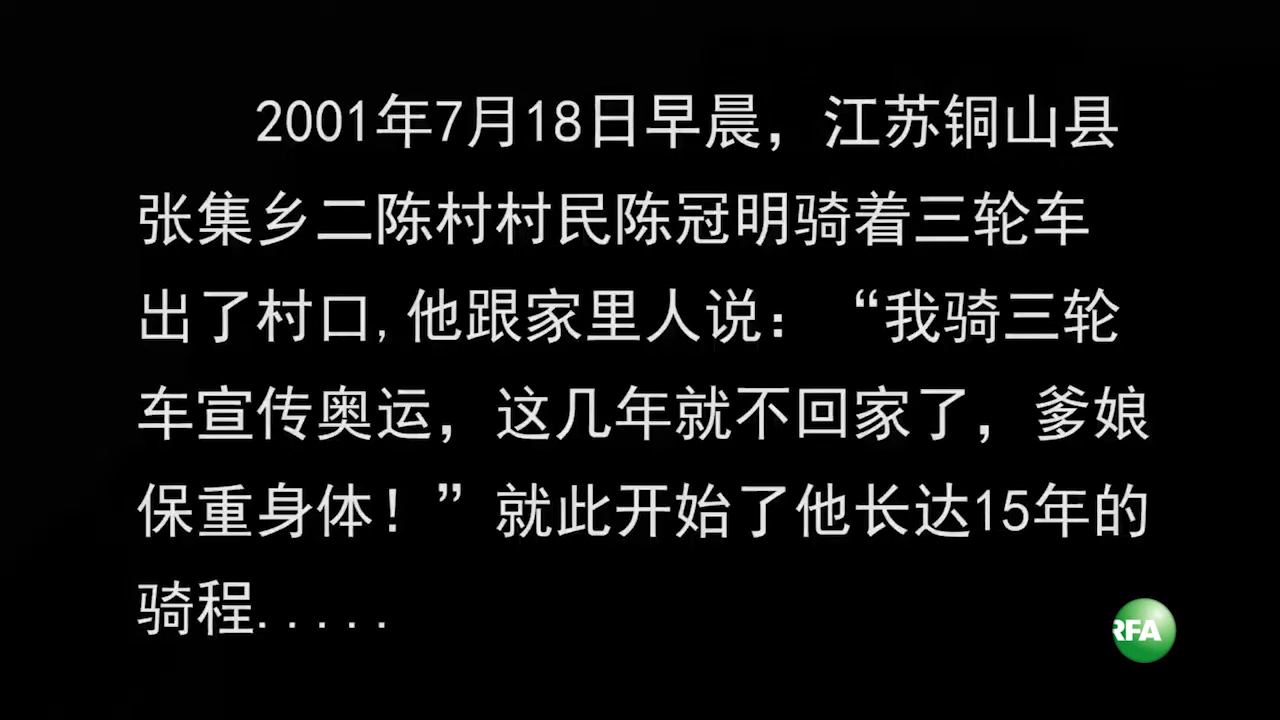 2001年7月18日早晨，江苏铜山县
张集乡二陈村村民陈冠明骑着三轮车
出了村口,他跟家里人说：“我骑三轮
车宣传奥运，这几年就不回家了，爹娘
保重身体！”就此开始了他长达15年的
骑程.....
RFA